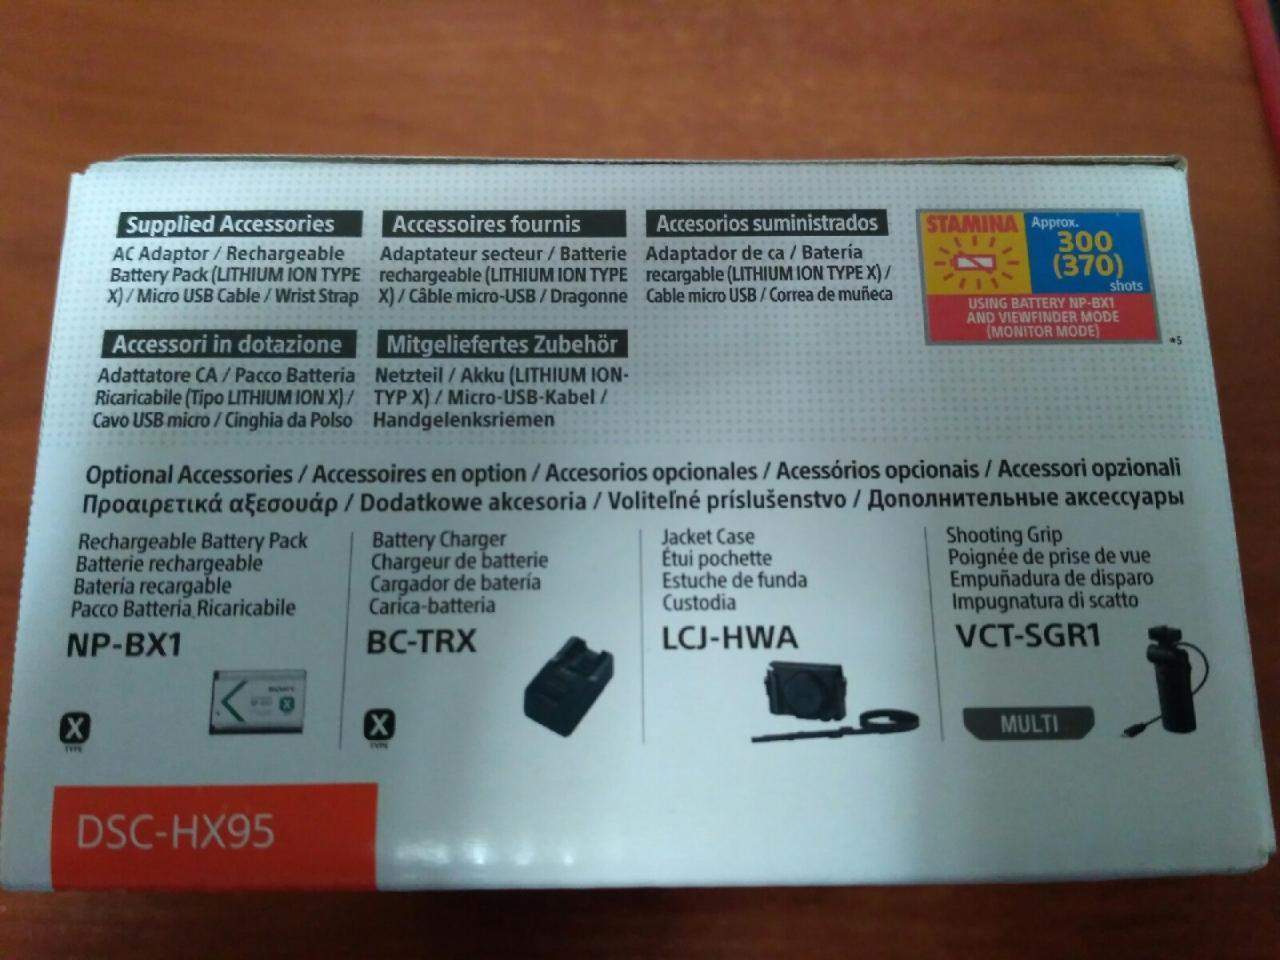 Supplied Accessories
AC Adaptor / Rechargeable
Battery Pack (LITHIUM ION TYPE
X) / Micro USB Cable / Wrist Strap
Accessoires fournis
Adaptateur secteur / Batterie
rechargeable (LITHIUM ION TYPE
X) / Câble micro-USB / Dragonne
Accesorios suministrados
Adaptador de ca / Batería
recargable (LITHIUM ION TYPE X) /
Cable micro USB / Correa de muñeca
STAMINA
Approx.
300
(370)
shots
USING BATTERY NP-BX1
AND VIEWFINDER MODE
(MONITOR MODE)
*5
Accessori in dotazione
Adattatore CA / Pacco Batteria
Ricaricabile (Tipo LITHIUM ION X) /
Cavo USB micro / Cinghia da Polso
Mitgeliefertes Zubehör
Netzteil / Akku (LITHIUM ION-
TYP X) / Micro-USB-Kabel /
Handgelenksriemen
Optional Accessories / Accessoires en option / Accesorios opcionales / Acessórios opcionais / Accessori opzionali
Προαιρετικά αξεσουάρ / Dodatkowe akcesoria / Voliteľné príslušenstvo / Дополнительные аксессуары
Rechargeable Battery Pack
Batterie rechargeable
Batería recargable
Pacco Batteria Ricaricabile
NP-BX1
SONY
X
X
TYPE
Battery Charger
Chargeur de batterie
Cargador de batería
Carica-batteria
BC-TRX
X
TYPE
Jacket Case
Étui pochette
Estuche de funda
Custodia
LCJ-HWA
Shooting Grip
Poignée de prise de vue
Empuñadura de disparo
Impugnatura di scatto
VCT-SGR1
MULTI
DSC-HX95